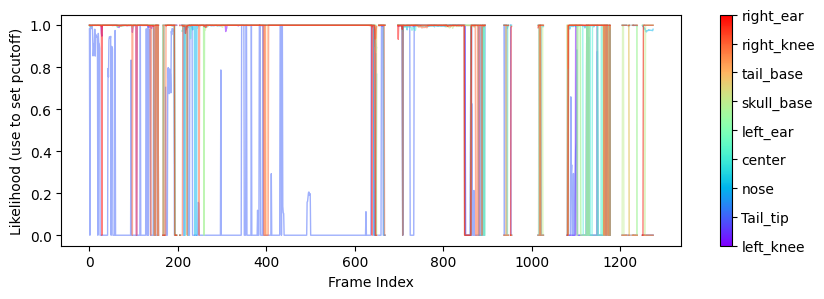 Likelihood (use to set pcutoff)
1.0
0.8
0.6
0.4
0.2
0.0
0
200
400
600
800
1000
1200
Frame Index
right_ear
right_knee
tail_base
skull_base
left_ear
center
nose
Tail_tip
left_knee